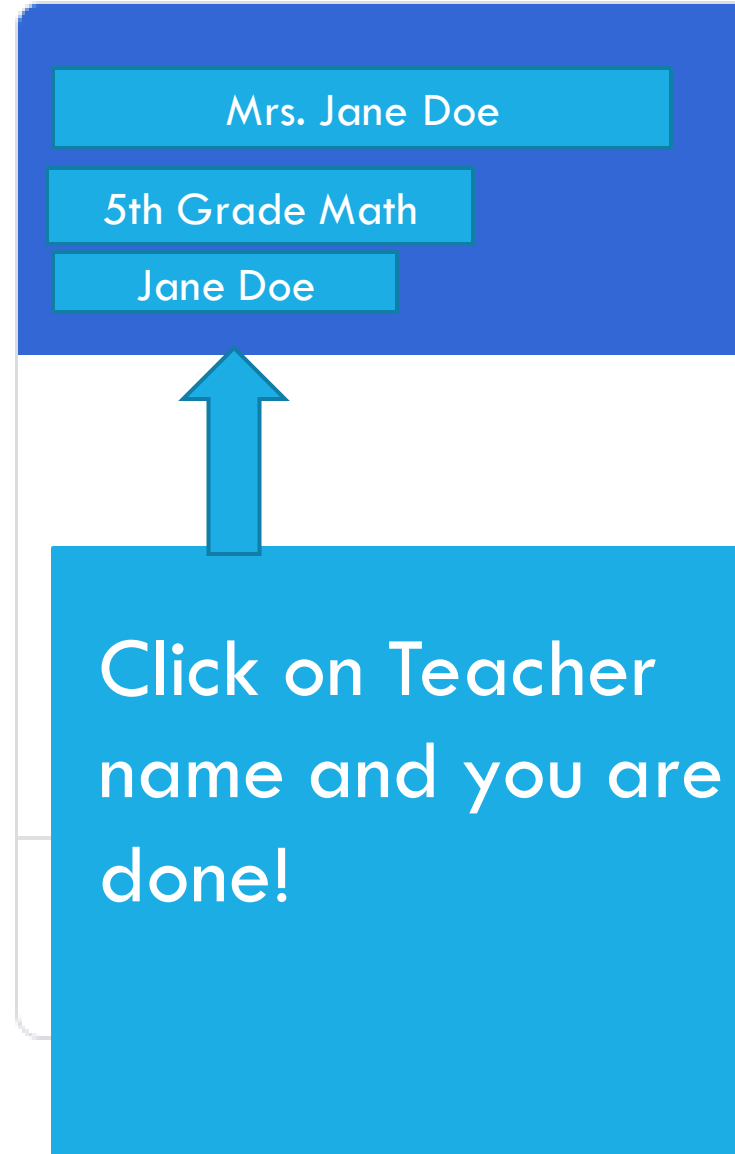 Mrs. Jane Doe
5th Grade Math
Jane Doe
Click on Teacher
name and you are
done!